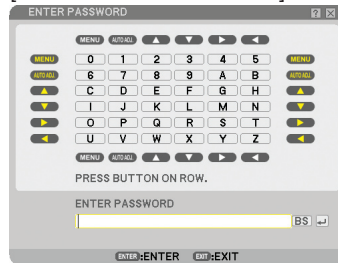 ENTER PASSWORD
MENU AUTO ADJ.
MENU 0 1 2 3 4 5 MENU
AUTO ADJ. 6 7 8 9 A B AUTO ADJ.
C D E F G H
I J K L M N
O P Q R S T
U V W X Y Z
MENU AUTO ADJ.
PRESS BUTTON ON ROW.
ENTER PASSWORD
BS
ENTER :ENTER EXIT :EXIT